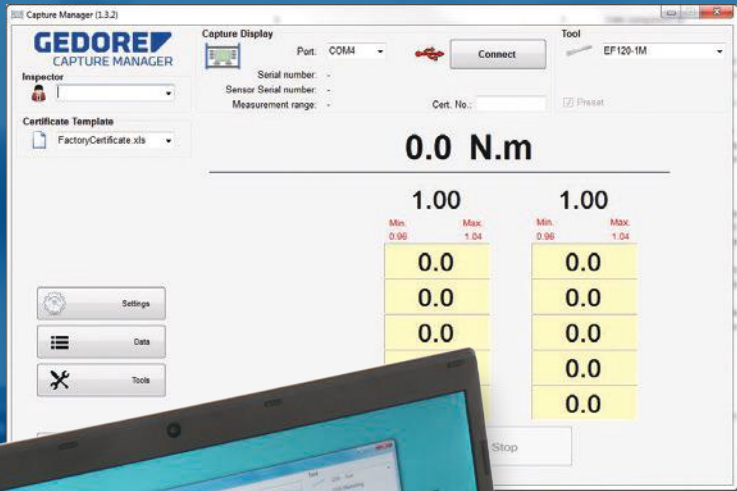 Capture Manager (1.3.2)
GEDORE
CAPTURE MANAGER
Inspector
Certificate Template
FactoryCertificate.xls
Capture Display
Port: COM4
Connect
Serial number: -
Sensor Serial number: -
Measurement range: -
Cert. No.:
Tool
EF120-1M
Preset
0.0 N.m
1.00 1.00
Min. Max. Min. Max.
0.96 1.04 0.96 1.04
0.0 0.0
0.0 0.0
0.0 0.0
0.0
0.0
Settings
Data
Tools
Stop